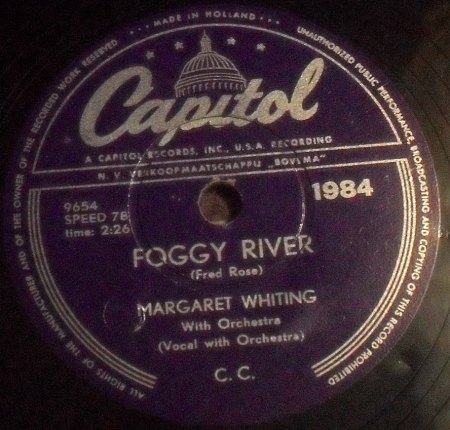 MADE IN HOLLAND
ALL RIGHTS OF THE MANUFACTURER AND OF THE OWNER OF THE RECORDED WORK RESERVED
UNAUTHORIZED PUBLIC PERFORMANCE, BROADCASTING AND COPYING OF THIS RECORD PROHIBITED
Capitol
A CAPITOL RECORDS, INC., U.S.A. RECORDING
N. V. VERKOOPMAATSCHAPPIJ „BOVEMA"
9654
SPEED 78
time: 2:26
1984
FOGGY RIVER
(Fred Rose)
MARGARET WHITING
With Orchestra
(Vocal with Orchestra)
C. C.